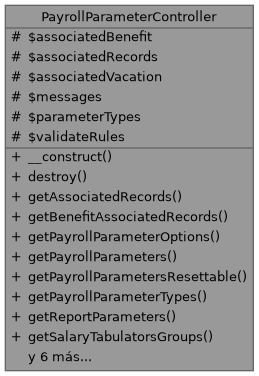 PayrollParameterController
# $associatedBenefit
# $associatedRecords
# $associatedVacation
# $messages
# $parameterTypes
# $validateRules
+ __construct()
+ destroy()
+ getAssociatedRecords()
+ getBenefitAssociatedRecords()
+ getPayrollParameterOptions()
+ getPayrollParameters()
+ getPayrollParametersResettable()
+ getPayrollParameterTypes()
+ getReportParameters()
+ getSalaryTabulatorsGroups()
y 6 más...